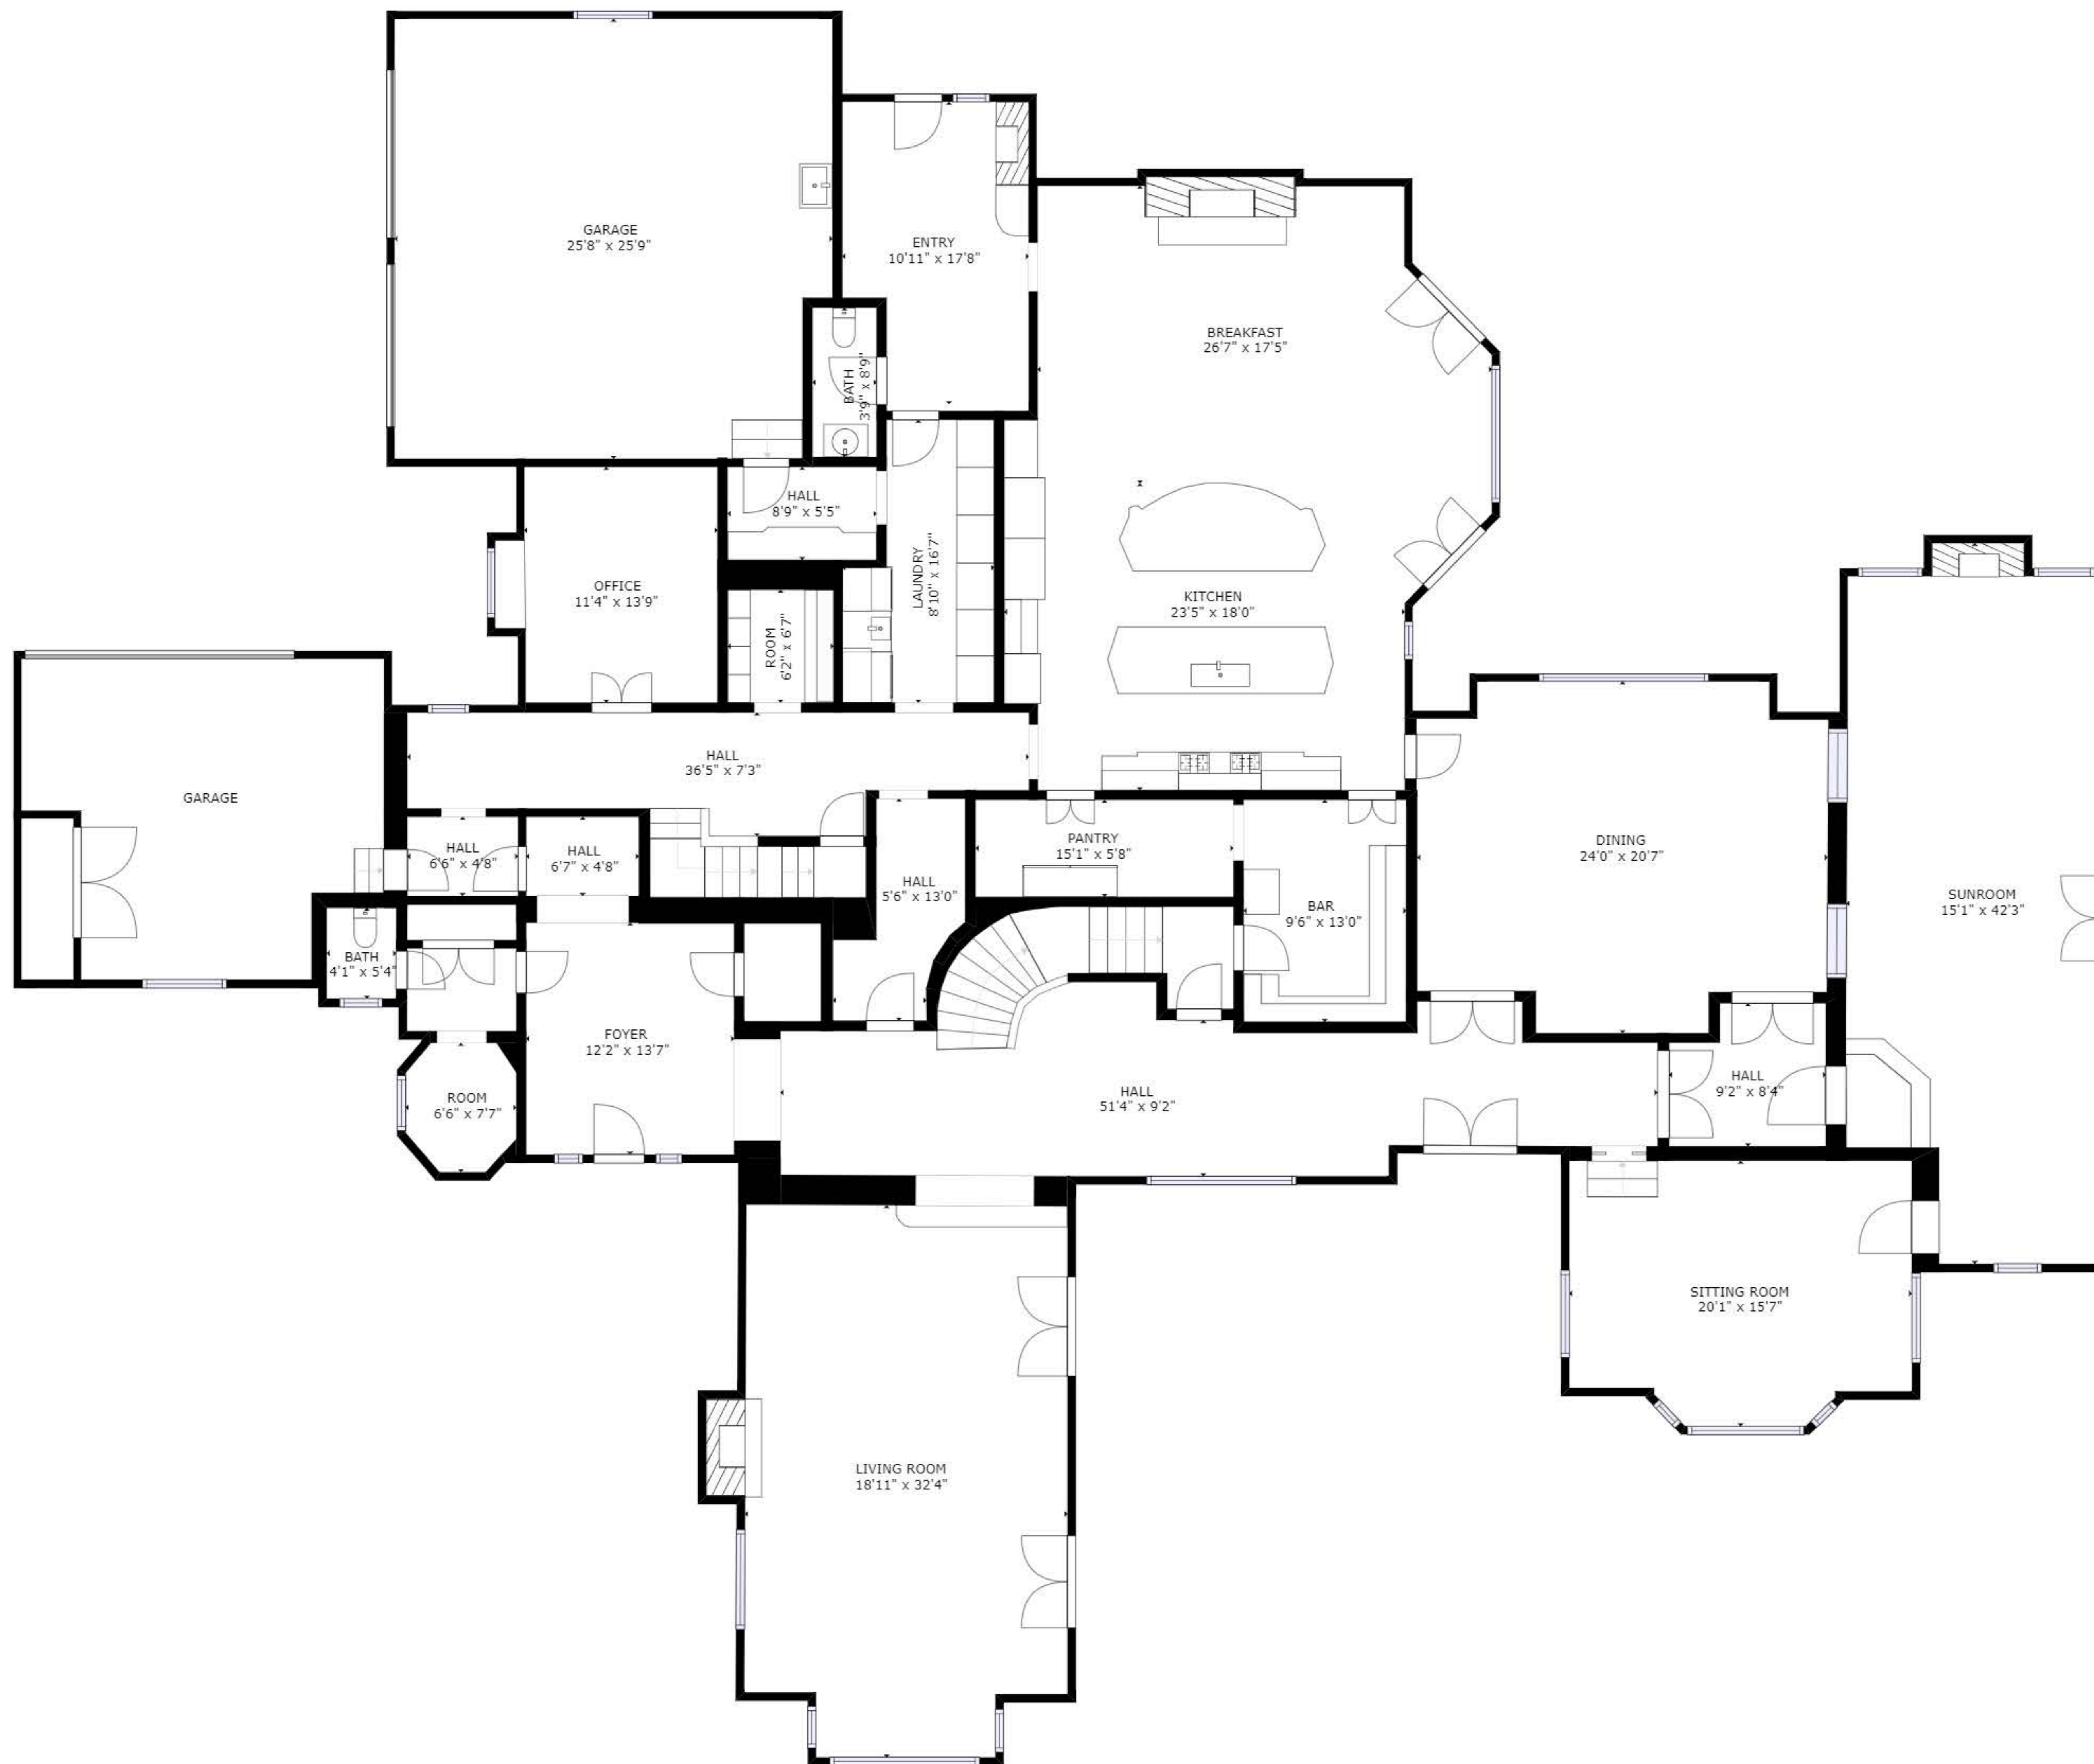 GARAGE
25'8" x 25'9"
ENTRY
10'11" x 17'8"
BREAKFAST
26'7" x 17'5"
BATH
3'9" x 8'9"
HALL
8'9" x 5'5"
LAUNDRY
8'10" x 16'7"
OFFICE
11'4" x 13'9"
ROOM
6'2" x 6'7"
KITCHEN
23'5" x 18'0"
HALL
36'5" x 7'3"
GARAGE
HALL
6'6" x 4'8"
HALL
6'7" x 4'8"
PANTRY
15'1" x 5'8"
DINING
24'0" x 20'7"
HALL
5'6" x 13'0"
BAR
9'6" x 13'0"
SUNROOM
15'1" x 42'3"
BATH
4'1" x 5'4"
FOYER
12'2" x 13'7"
ROOM
6'6" x 7'7"
HALL
51'4" x 9'2"
HALL
9'2" x 8'4"
SITTING ROOM
20'1" x 15'7"
LIVING ROOM
18'11" x 32'4"